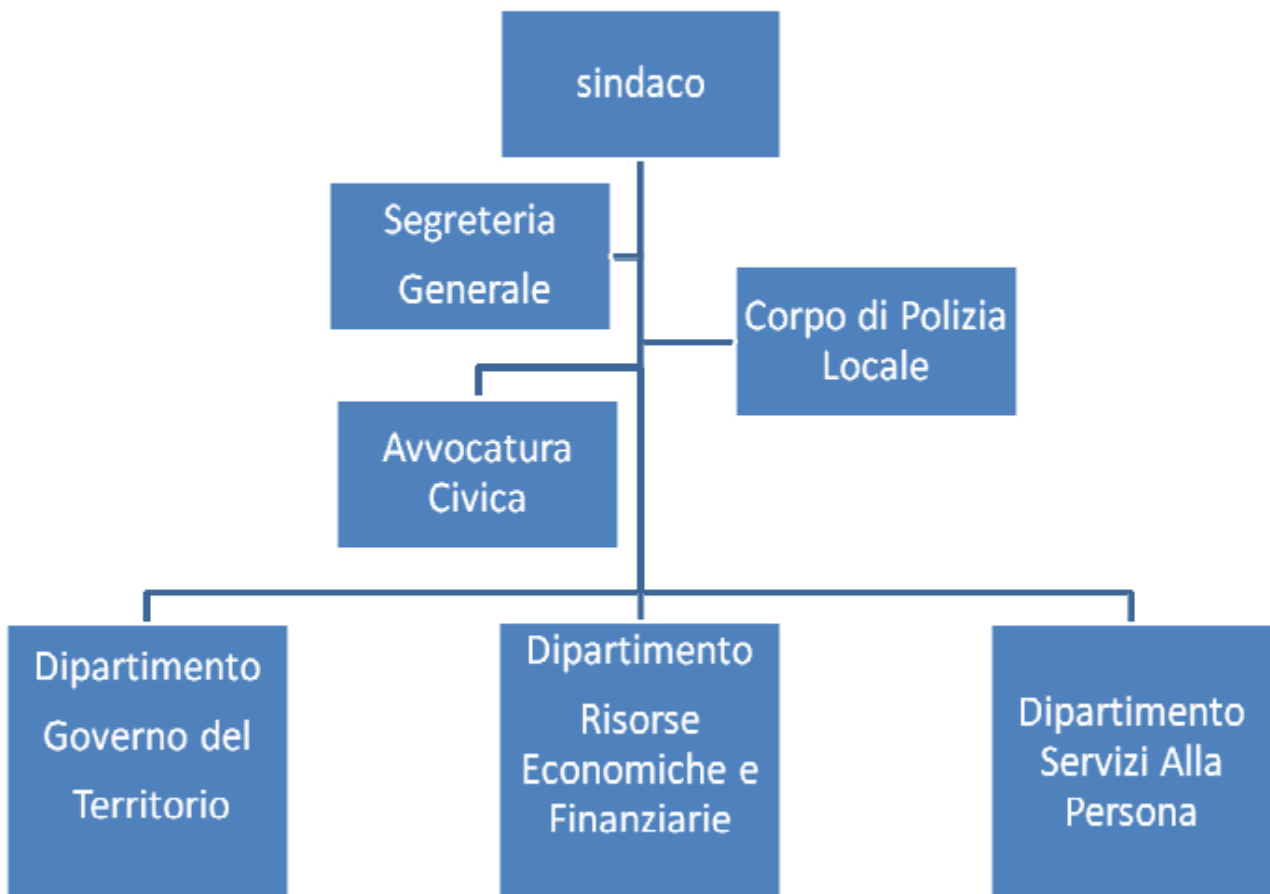 sindaco
Segreteria
Generale
Corpo di Polizia
Locale
Avvocatura
Civica
Dipartimento
Governo del
Territorio
Dipartimento
Risorse
Economiche e
Finanziarie
Dipartimento
Servizi Alla
Persona